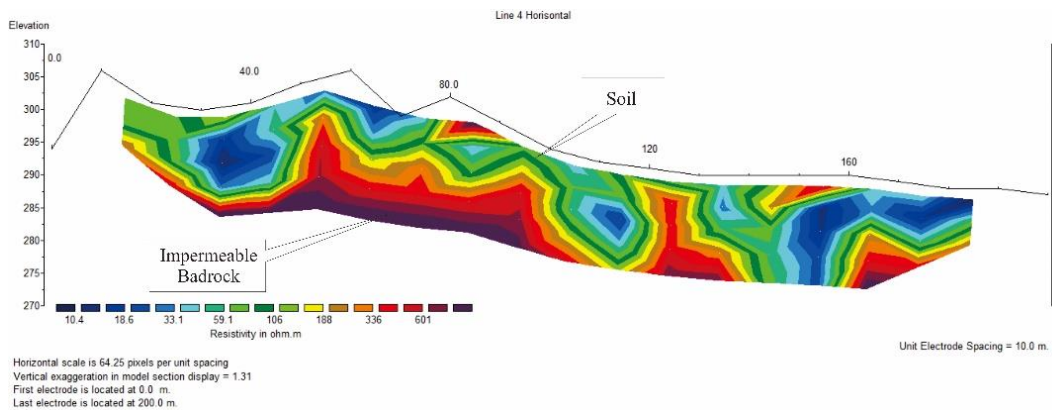 Line 4 Horisontal
Elevation
310
305
300
295
290
285
280
275
270
0.0
40.0
80.0
120
160
Soil
Impermeable
Badrock
10.4 18.6 33.1 59.1 106 188 336 601
Resistivity in ohm.m
Unit Electrode Spacing = 10.0 m.
Horizontal scale is 64.25 pixels per unit spacing
Vertical exaggeration in model section display = 1.31
First electrode is located at 0.0 m.
Last electrode is located at 200.0 m.